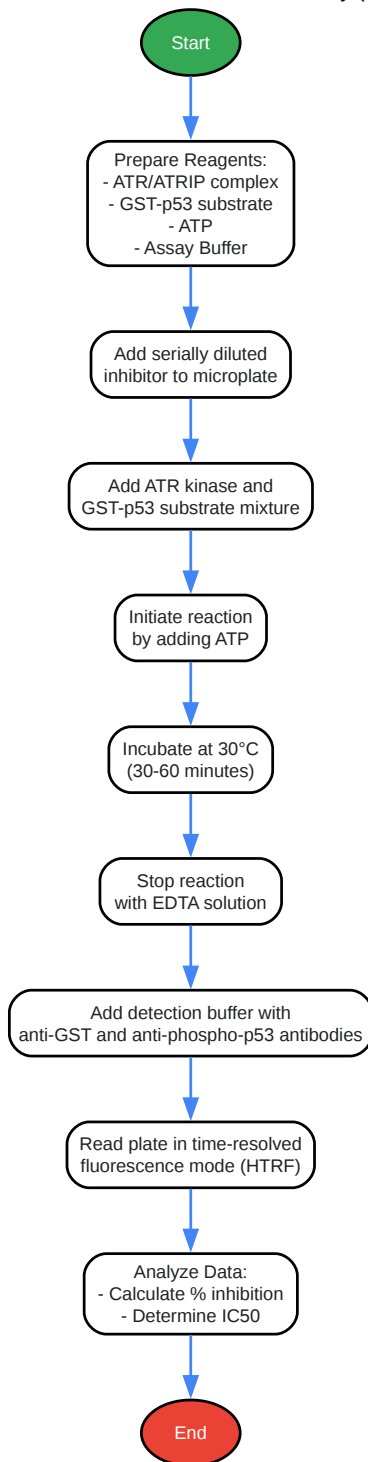 Start
Prepare Reagents:
- ATR/ATRIP complex
- GST-p53 substrate
- ATP
- Assay Buffer
Add serially diluted
inhibitor to microplate
Add ATR kinase and
GST-p53 substrate mixture
Initiate reaction
by adding ATP
Incubate at 30°C
(30-60 minutes)
Stop reaction
with EDTA solution
Add detection buffer with
anti-GST and anti-phospho-p53 antibodies
Read plate in time-resolved
fluorescence mode (HTRF)
Analyze Data:
- Calculate % inhibition
- Determine IC50
End